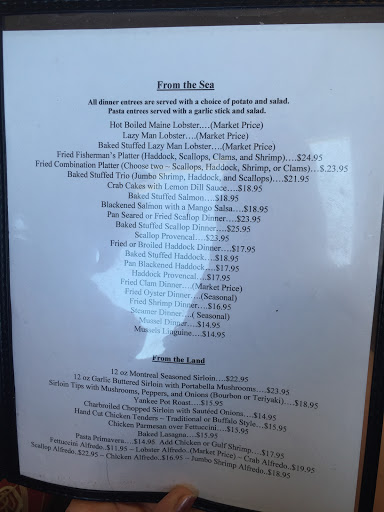 From the Sea
All dinner entrees are served with a choice of potato and salad.
Pasta entrees served with a garlic stick and salad.
Hot Boiled Maine Lobster....(Market Price)
Lazy Man Lobster....(Market Price)
Baked Stuffed Lazy Man Lobster....(Market Price)
Fried Fisherman's Platter (Haddock, Scallops, Clams, and Shrimp)....$24.95
Fried Combination Platter (Choose two – Scallops, Haddock, Shrimp, or Clams)....$.23.95
Baked Stuffed Trio (Jumbo Shrimp, Haddock, and Scallops)....$21.95
Crab Cakes with Lemon Dill Sauce....$18.95
Baked Stuffed Salmon....$18.95
Blackened Salmon with a Mango Salsa....$18.95
Pan Seared or Fried Scallop Dinner....$23.95
Baked Stuffed Scallop Dinner....$25.95
Scallop Provencal....$23.95
Fried or Broiled Haddock Dinner....$17.95
Baked Stuffed Haddock....$18.95
Pan Blackened Haddock....$17.95
Haddock Provencal....$17.95
Fried Clam Dinner....(Market Price)
Fried Oyster Dinner....(Seasonal)
Fried Shrimp Dinner....$16.95
Steamer Dinner....( Seasonal)
Mussel Dinner....$14.95
Mussels Linguine....$14.95
From the Land
12 oz Montreal Seasoned Sirloin....$22.95
12 oz Garlic Buttered Sirloin with Portabella Mushrooms....$23.95
Sirloin Tips with Mushrooms, Peppers, and Onions (Bourbon or Teriyaki)....$18.95
Yankee Pot Roast....$15.95
Charbroiled Chopped Sirloin with Sautéed Onions....$14.95
Hand Cut Chicken Tenders – Traditional or Buffalo Style....$15.95
Chicken Parmesan over Fettuccini....$15.95
Baked Lasagna....$15.95
Pasta Primavera....$14.95 Add Chicken or Gulf Shrimp....$17.95
Fettuccini Alfredo..$11.95 – Lobster Alfredo..(Market Price) – Crab Alfredo..$19.95
Scallop Alfredo..$22.95 – Chicken Alfredo..$16.95 – Jumbo Shrimp Alfredo..$18.95